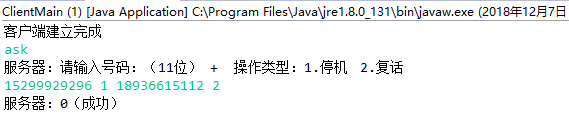 ClientMain (1) [Java Application] C:\Program Files\Java\jre1.8.0_131\bin\javaw.exe (2018年12月7日
客户端建立完成
ask
服务器：请输入号码：（11位） +  操作类型：1.停机  2.复话
15299929296 1 18936615112 2
服务器：0（成功）